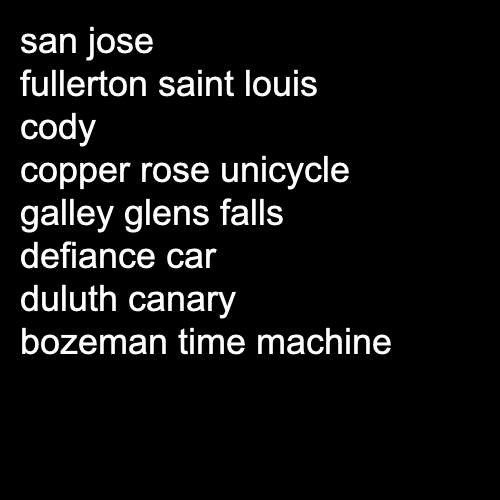 san jose
fullerton saint louis
cody
copper rose unicycle
galley glens falls
defiance car
duluth canary
bozeman time machine